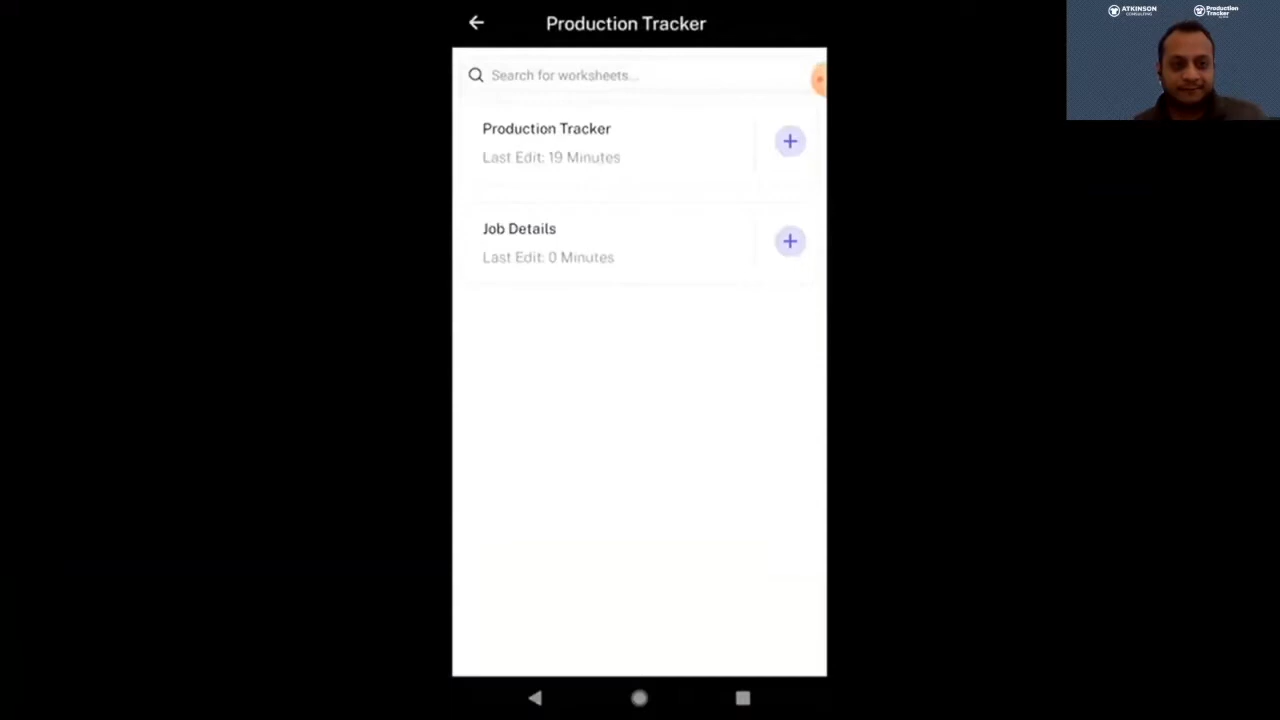 Production Tracker
Search for worksheets...
Production Tracker
Last Edit: 19 Minutes
Job Details
Last Edit: 0 Minutes
ATKINSON
CONSULTING
Production
Tracker